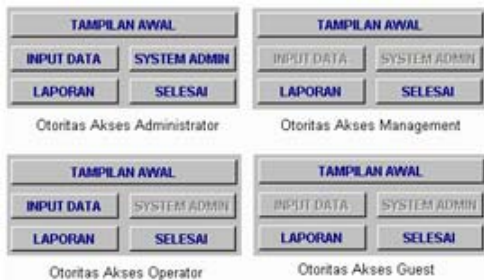 TAMPILAN AWAL
INPUT DATA SYSTEM ADMIN
LAPORAN SELESAI
Otoritas Akses Administrator
TAMPILAN AWAL
INPUT DATA SYSTEM ADMIN
LAPORAN SELESAI
Otoritas Akses Management
TAMPILAN AWAL
INPUT DATA SYSTEM ADMIN
LAPORAN SELESAI
Otoritas Akses Operator
TAMPILAN AWAL
INPUT DATA SYSTEM ADMIN
LAPORAN SELESAI
Otoritas Akses Guest